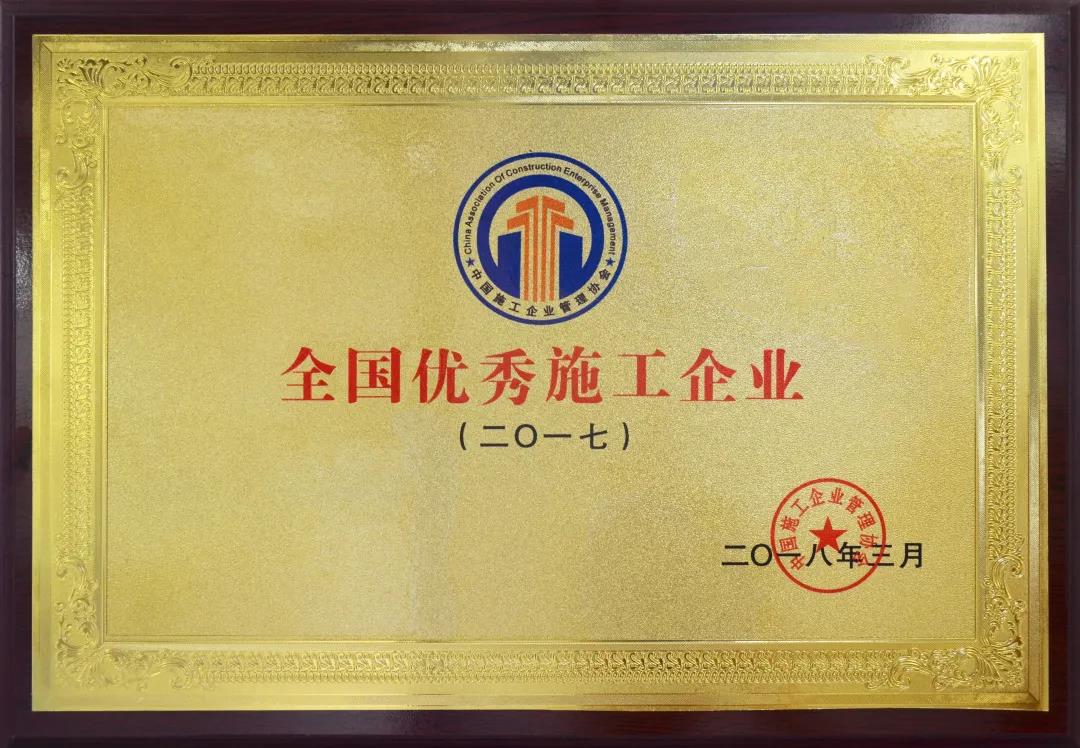 China Association Of Construction Enterprise Management
中国施工企业管理协会
全国优秀施工企业
(二〇一七)
中国施工企业管理协会
二〇一八年三月